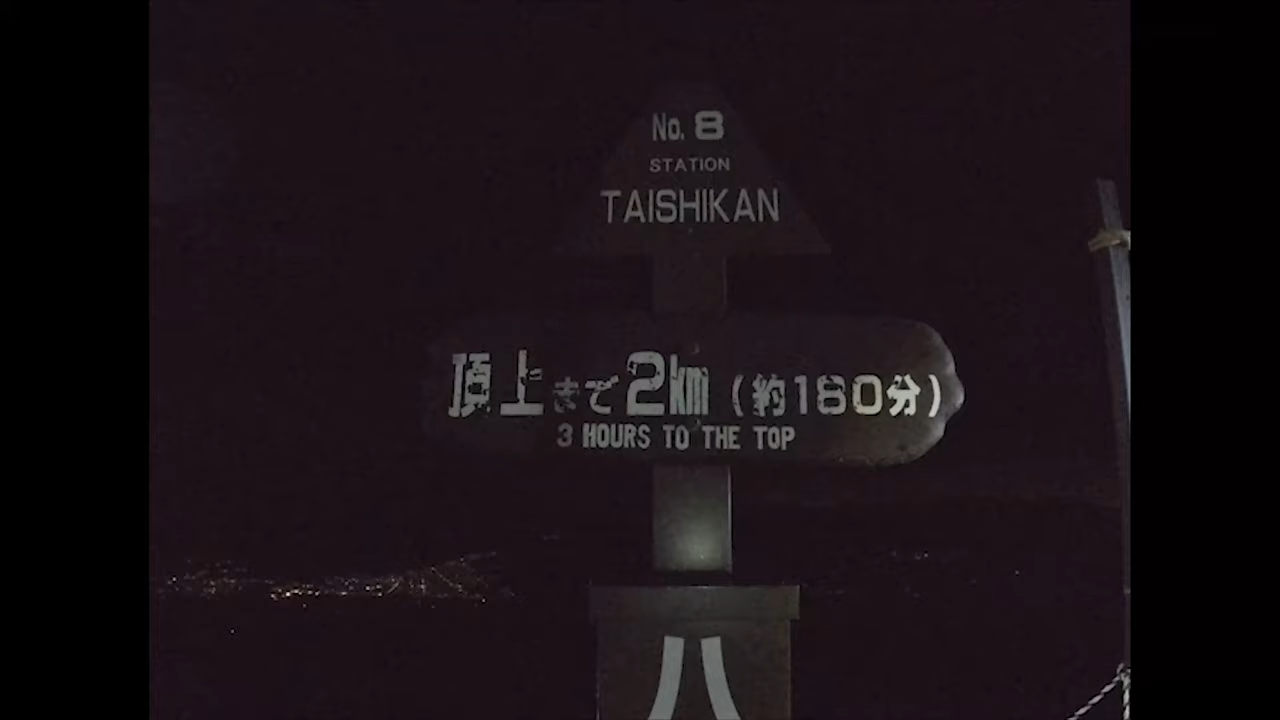 No. 8
STATION
TAISHIKAN
頂上まで2km (約180分)
3 HOURS TO THE TOP
八